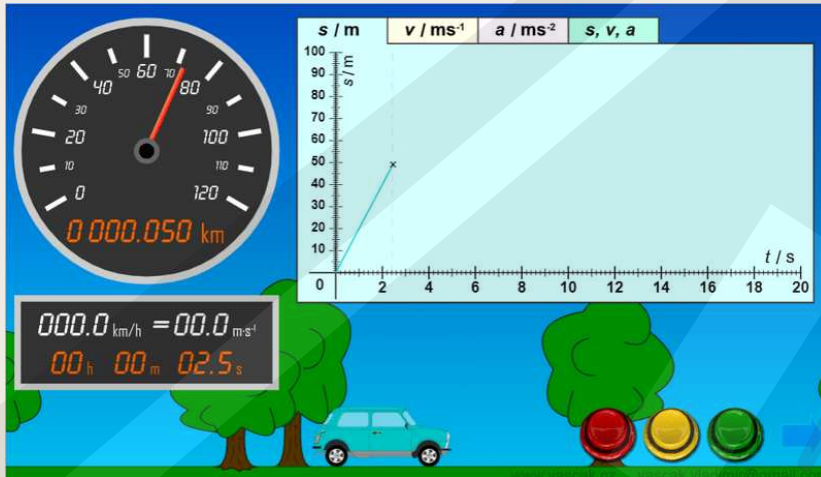 s / m
v / ms⁻¹
a / ms⁻²
s, v, a
0 10 20 30 40 50 60 70 80 90 100 110 120
0 000.050 km
000.0 km/h = 00.0 m·s⁻¹
00 h 00 m 02.5 s
s / m
100
90
80
70
60
50
40
30
20
10
0 2 4 6 8 10 12 14 16 18 20
t / s